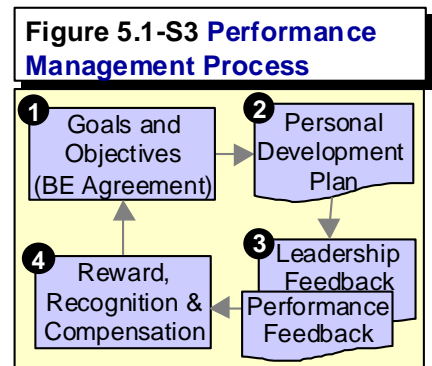 Figure 5.1-S3 Performance
Management Process
1
Goals and
Objectives
(BE Agreement)
2
Personal
Development
Plan
3
Leadership
Feedback
Performance
Feedback
4
Reward,
Recognition &
Compensation